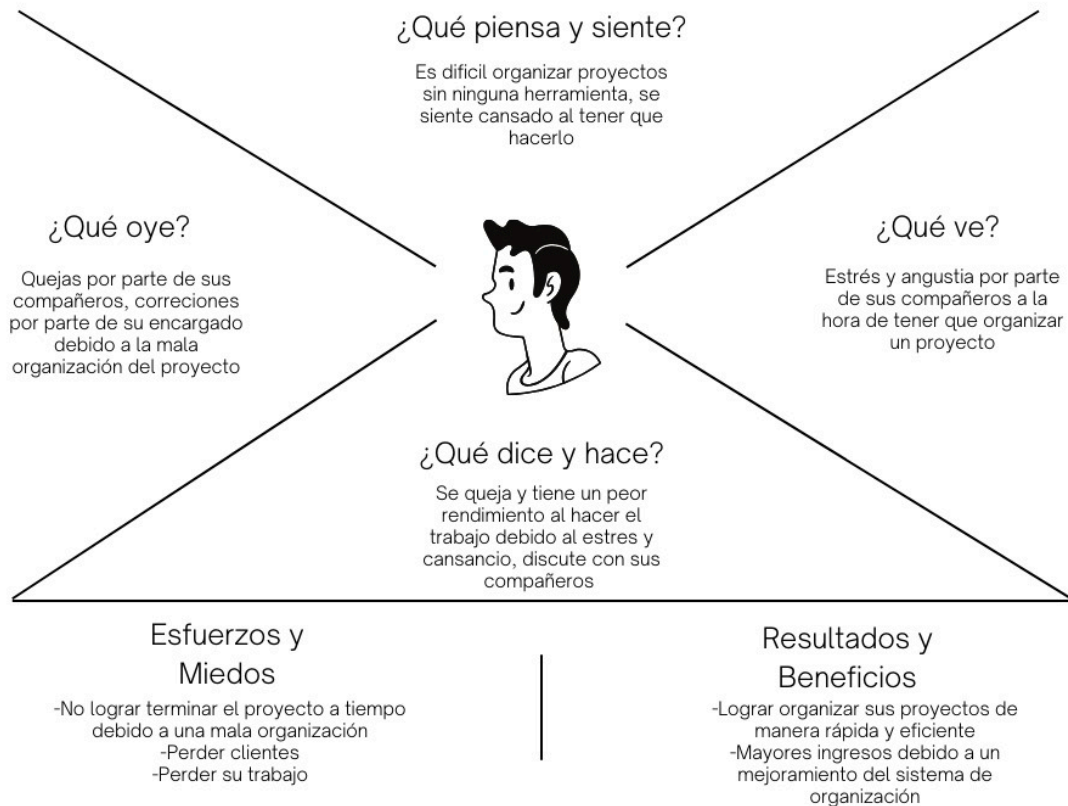 ¿Qué piensa y siente?
Es dificil organizar proyectos
sin ninguna herramienta, se
siente cansado al tener que
hacerlo
¿Qué oye?
Quejas por parte de sus
compañeros, correciones
por parte de su encargado
debido a la mala
organización del proyecto
¿Qué ve?
Estrés y angustia por parte
de sus compañeros a la
hora de tener que organizar
un proyecto
¿Qué dice y hace?
Se queja y tiene un peor
rendimiento al hacer el
trabajo debido al estres y
cansancio, discute con sus
compañeros
Esfuerzos y
Miedos
-No lograr terminar el proyecto a tiempo
debido a una mala organización
-Perder clientes
-Perder su trabajo
Resultados y
Beneficios
-Lograr organizar sus proyectos de
manera rápida y eficiente
-Mayores ingresos debido a un
mejoramiento del sistema de
organización